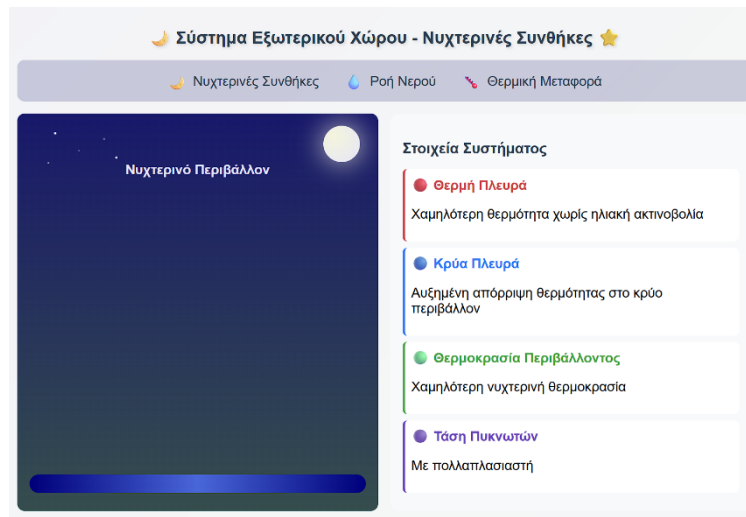 Σύστημα Εξωτερικού Χώρου - Νυχτερινές Συνθήκες
Νυχτερινές Συνθήκες
Ροή Νερού
Θερμική Μεταφορά
Νυχτερινό Περιβάλλον
Στοιχεία Συστήματος
Θερμή Πλευρά
Χαμηλότερη θερμότητα χωρίς ηλιακή ακτινοβολία
Κρύα Πλευρά
Αυξημένη απόρριψη θερμότητας στο κρύο
περιβάλλον
Θερμοκρασία Περιβάλλοντος
Χαμηλότερη νυχτερινή θερμοκρασία
Τάση Πυκνωτών
Με πολλαπλασιαστή